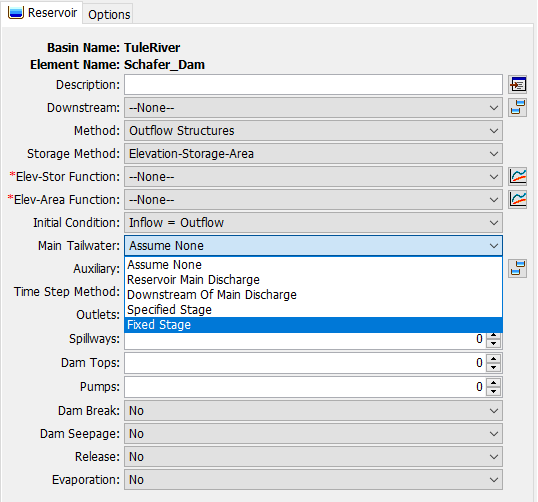 Reservoir Options
Basin Name: TuleRiver
Element Name: Schafer_Dam
Description:
Downstream: --None--
Method: Outflow Structures
Storage Method: Elevation-Storage-Area
*Elev-Stor Function: --None--
*Elev-Area Function: --None--
Initial Condition: Inflow = Outflow
Main Tailwater: Assume None
Assume None
Auxiliary:
Reservoir Main Discharge
Downstream Of Main Discharge
Time Step Method:
Specified Stage
Outlets:
Fixed Stage
Spillways: 0
Dam Tops: 0
Pumps: 0
Dam Break: No
Dam Seepage: No
Release: No
Evaporation: No